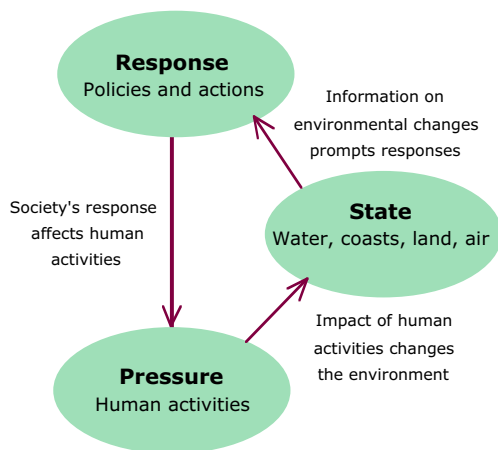 Response
Policies and actions
Information on
environmental changes
prompts responses
Society's response
affects human
activities
State
Water, coasts, land, air
Impact of human
activities changes
the environment
Pressure
Human activities